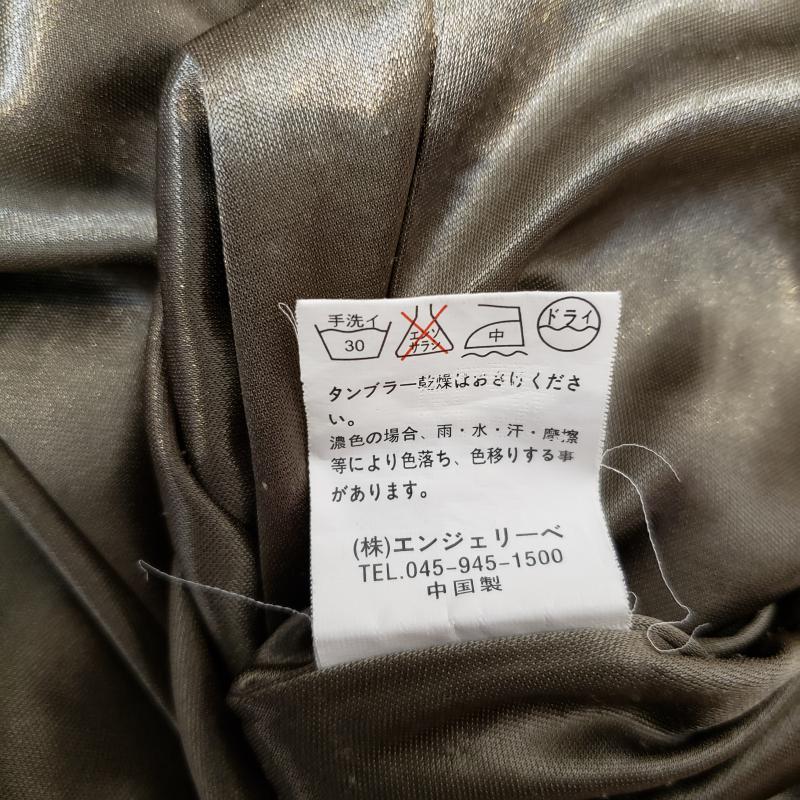 手洗イ
30
エンソ
サラシ
中
ドライ
タンブラー乾燥はおさけくださ
い。
濃色の場合、雨・水・汗・摩擦
等により色落ち、色移りする事
があります。
(株)エンジェリーベ
TEL.045-945-1500
中国製